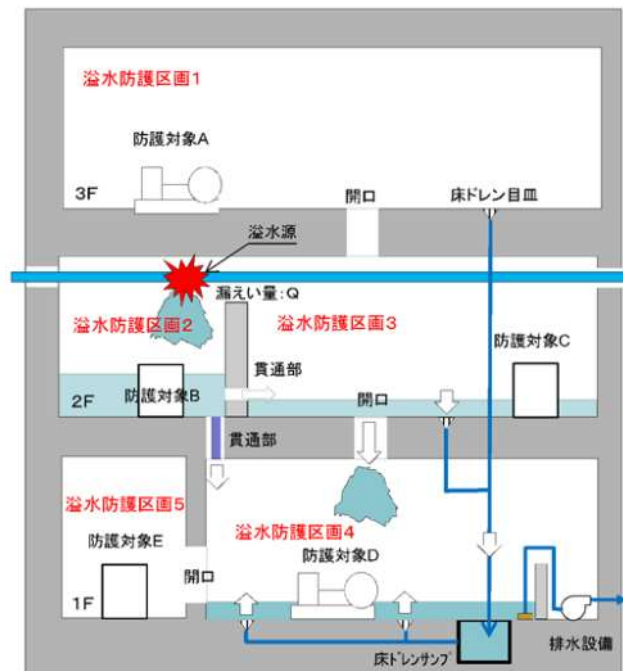 溢水防護区画1
防護対象A
3F
開口
床ドレン目皿
溢水源
漏えい量:Q
溢水防護区画2
溢水防護区画3
防護対象C
貫通部
防護対象B
2F
開口
貫通部
溢水防護区画5
溢水防護区画4
防護対象E
防護対象D
開口
1F
排水設備
床ドレンサンプ